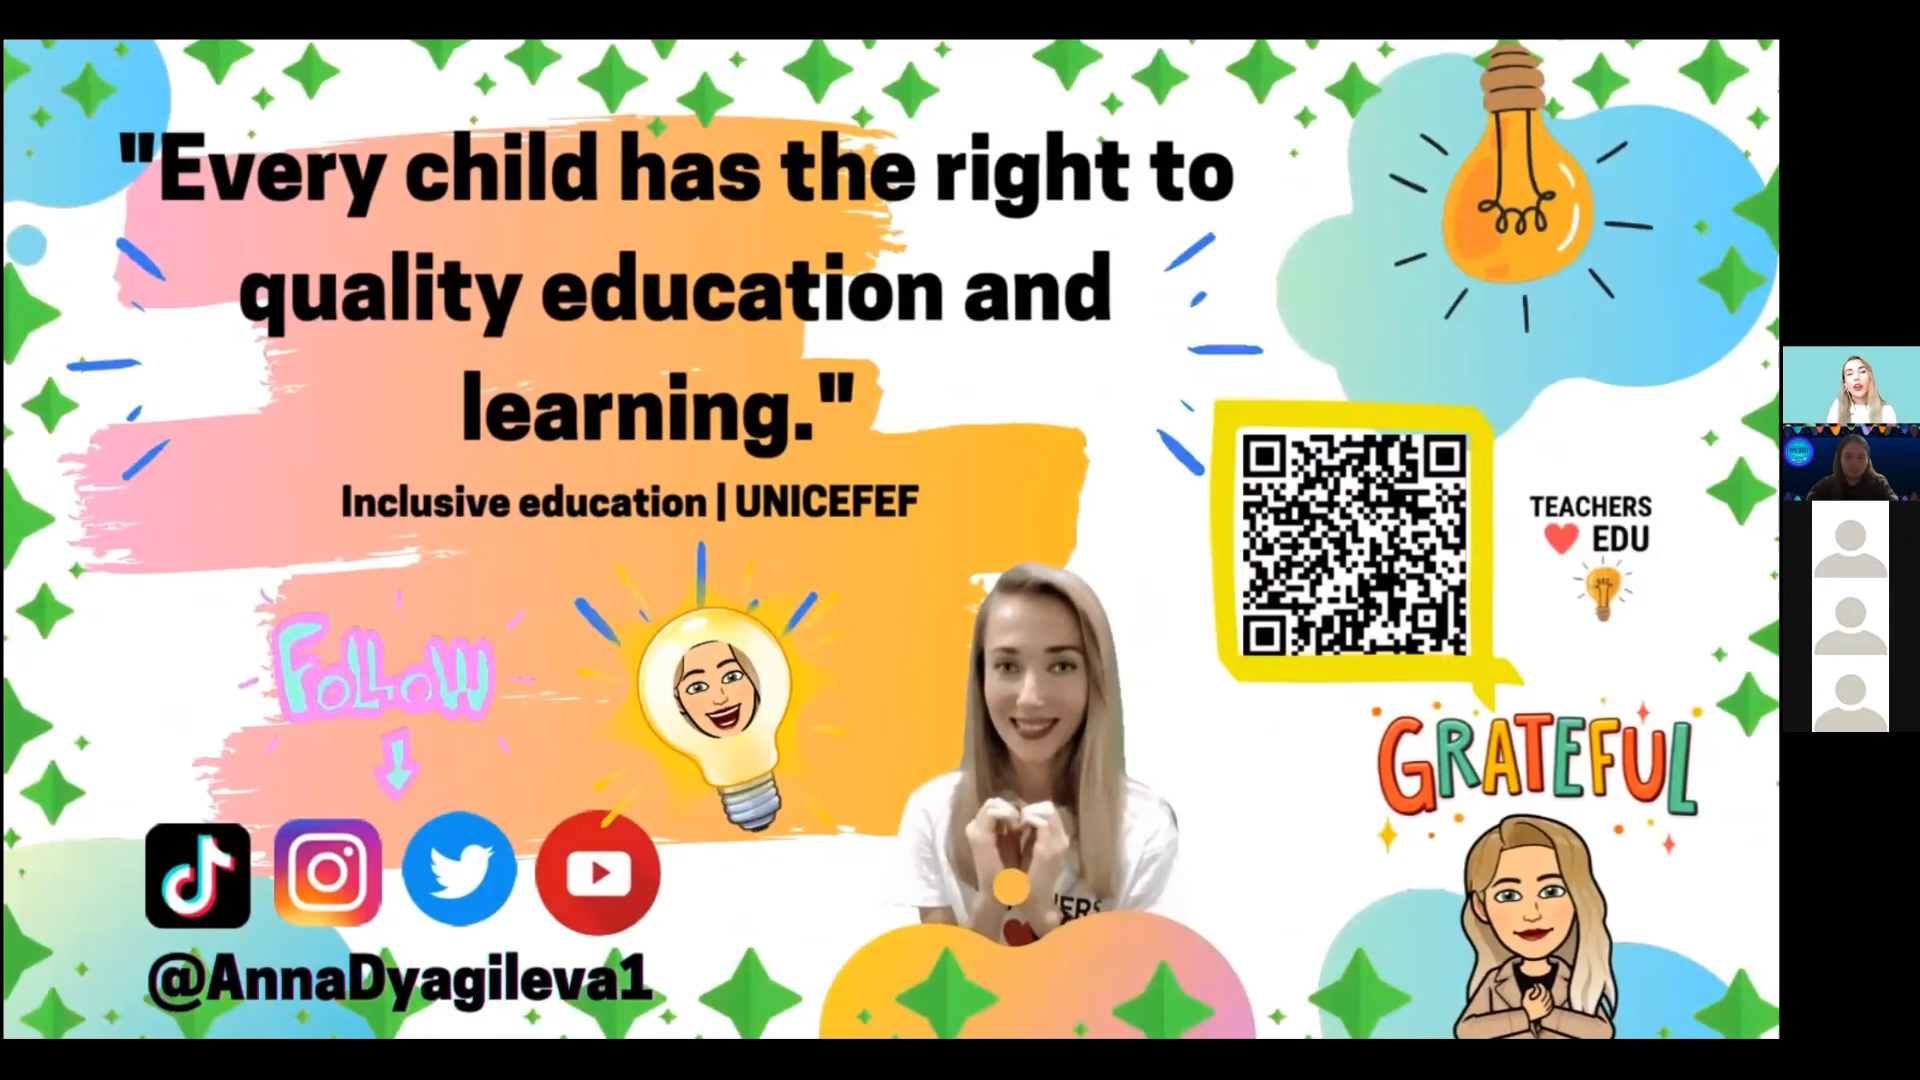 "Every child has the right to
quality education and
learning."
Inclusive education | UNICEFEF
TEACHERS
❤ EDU
FOLLOW
GRATEFUL
@AnnaDyagileva1